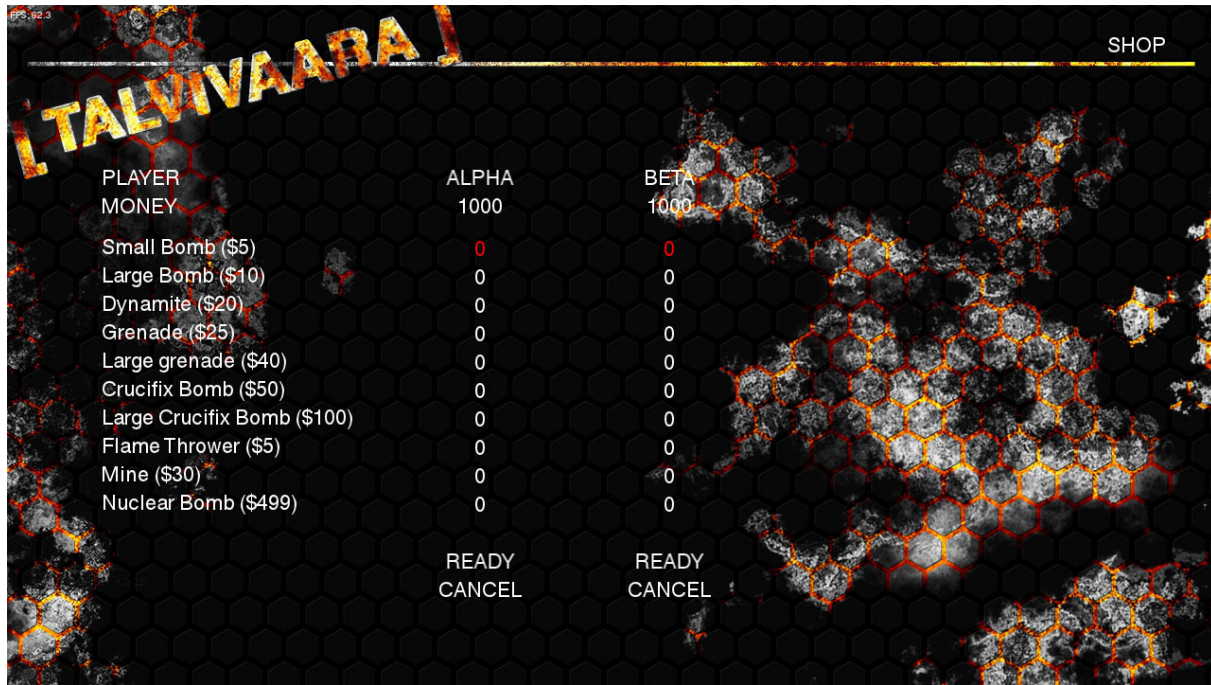 FPS: 62.3
[ TALVIVAARA ]
SHOP
PLAYER ALPHA BETA
MONEY 1000 1000
Small Bomb ($5) 0 0
Large Bomb ($10) 0 0
Dynamite ($20) 0 0
Grenade ($25) 0 0
Large grenade ($40) 0 0
Crucifix Bomb ($50) 0 0
Large Crucifix Bomb ($100) 0 0
Flame Thrower ($5) 0 0
Mine ($30) 0 0
Nuclear Bomb ($499) 0 0
READY READY
CANCEL CANCEL